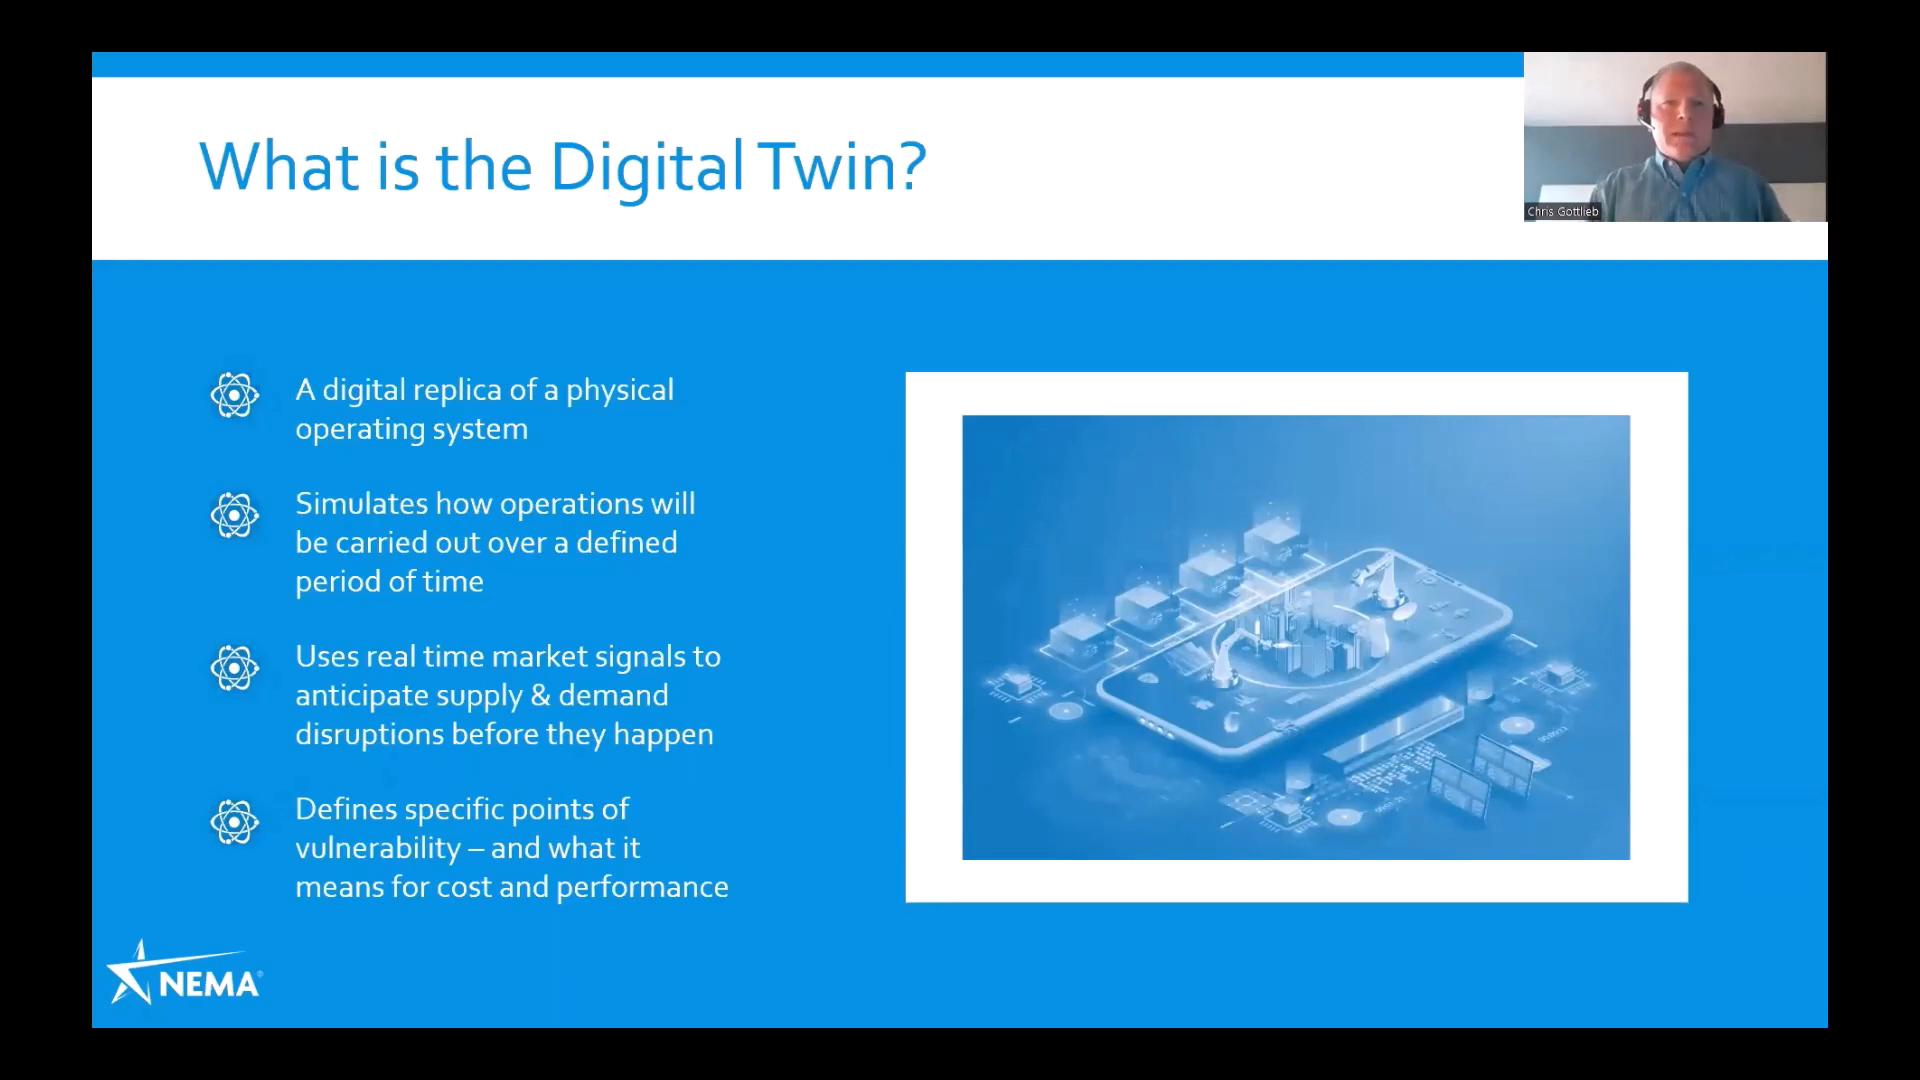 What is the Digital Twin?
Chris Gottlieb
A digital replica of a physical
operating system
Simulates how operations will
be carried out over a defined
period of time
Uses real time market signals to
anticipate supply & demand
disruptions before they happen
Defines specific points of
vulnerability – and what it
means for cost and performance
NEMA®